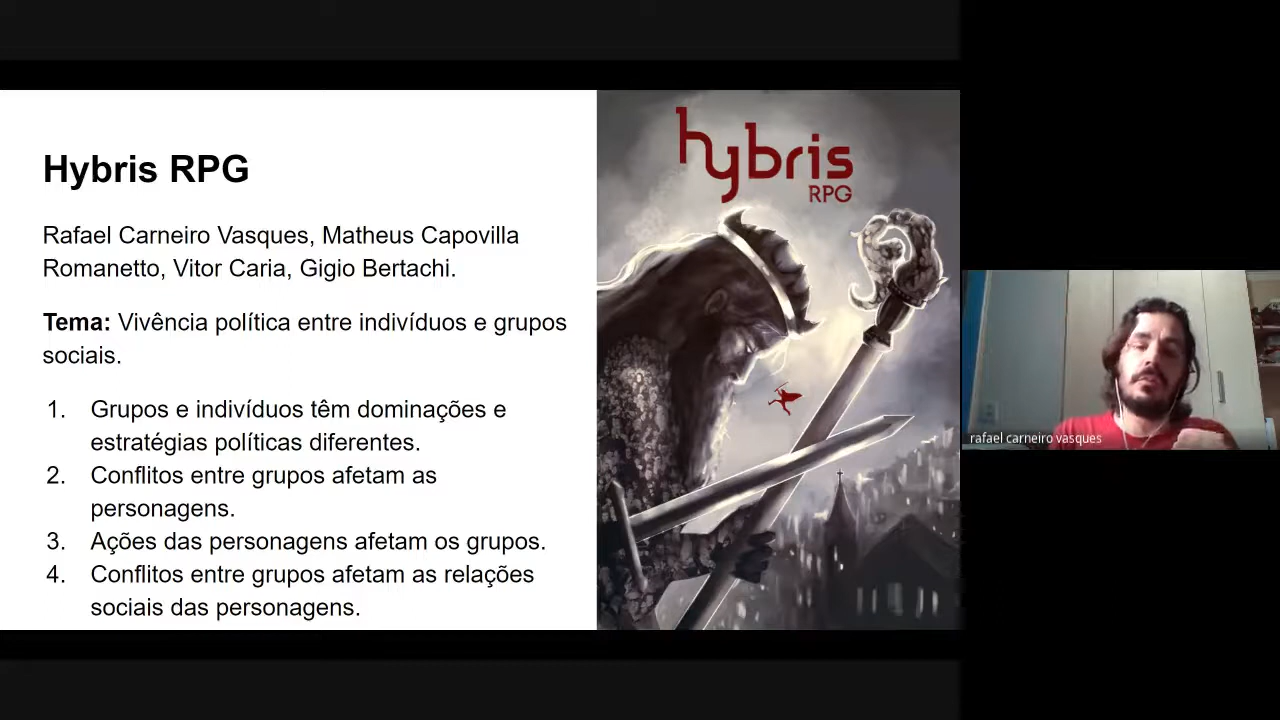 Hybris RPG
Rafael Carneiro Vasques, Matheus Capovilla
Romanetto, Vitor Caria, Gigio Bertachi.
Tema: Vivência política entre indivíduos e grupos
sociais.
1. Grupos e indivíduos têm dominações e
estratégias políticas diferentes.
2. Conflitos entre grupos afetam as
personagens.
3. Ações das personagens afetam os grupos.
4. Conflitos entre grupos afetam as relações
sociais das personagens.
hybris
RPG
rafael carneiro vasques